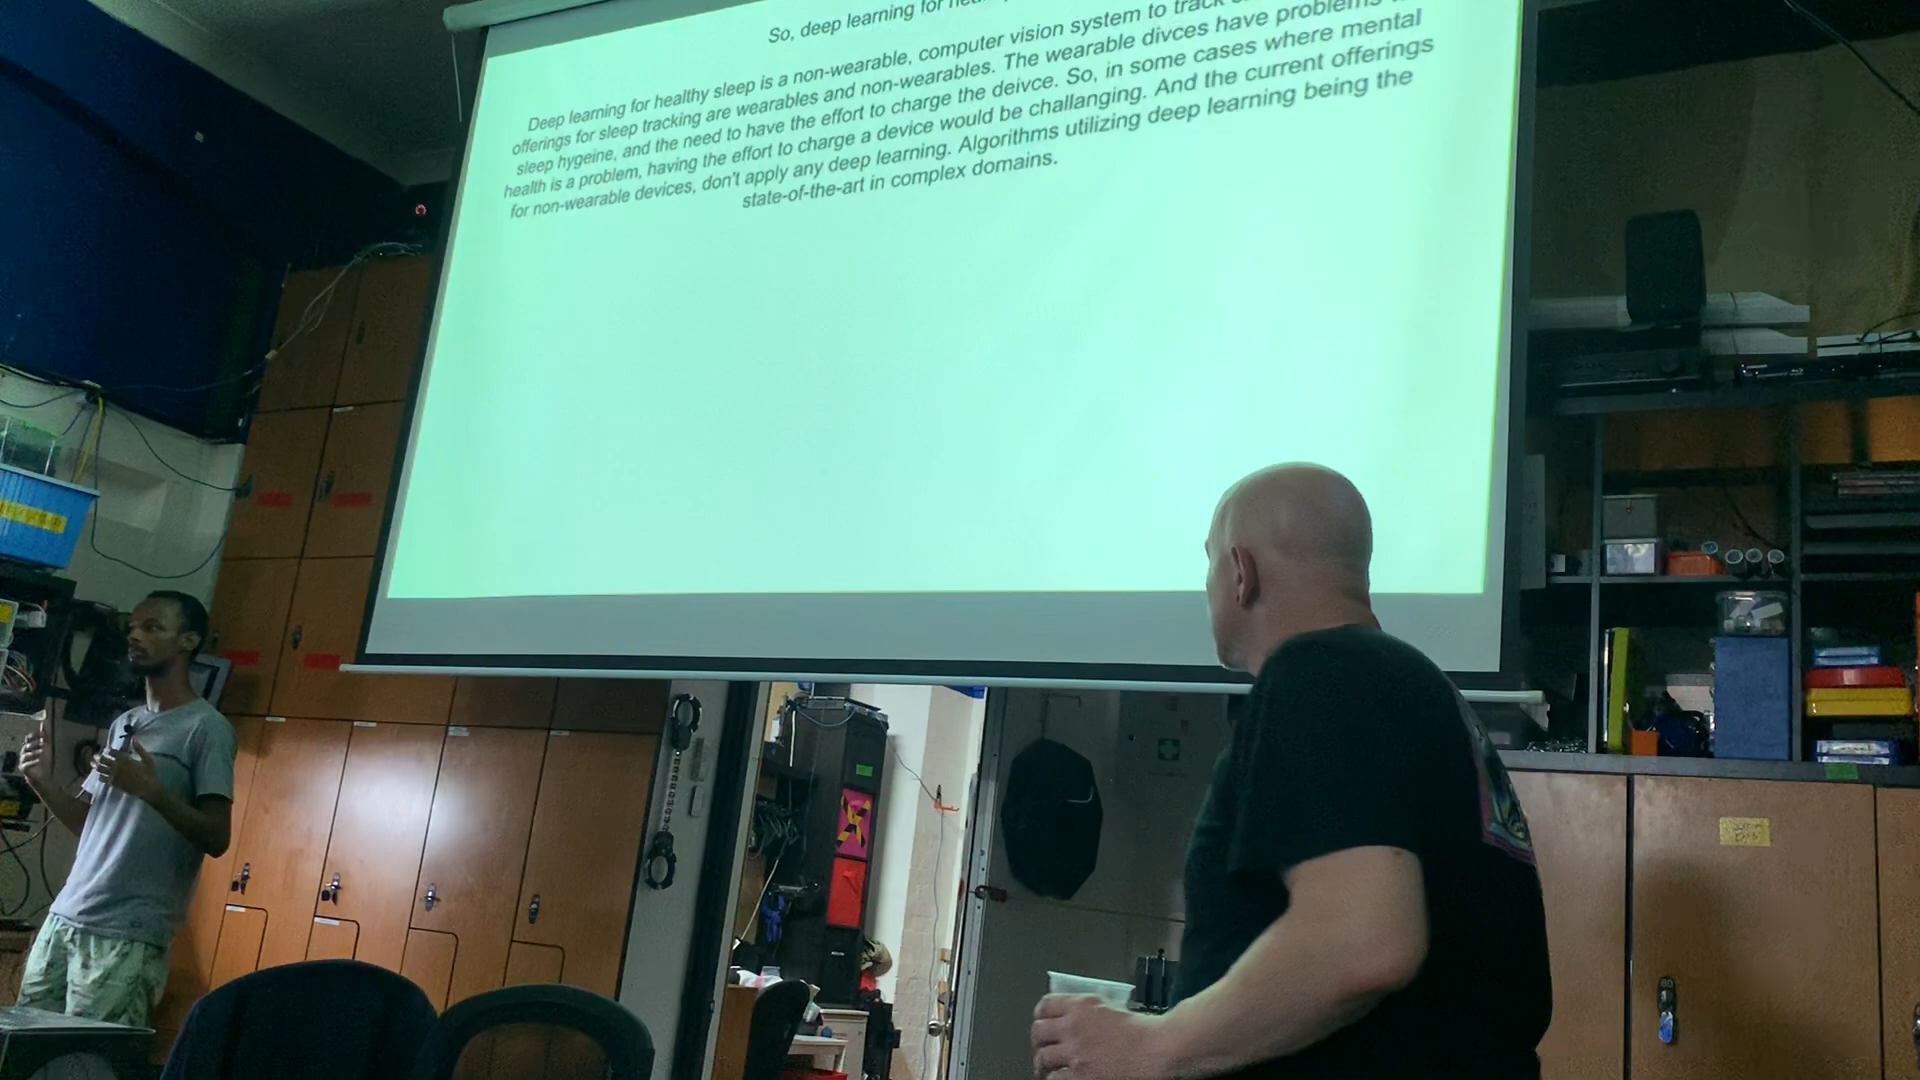 So, deep learning for
Deep learning for healthy sleep is a non-wearable, computer vision system to track
offerings for sleep tracking are wearables and non-wearables. The wearable divces have problems
sleep hygeine, and the need to have the effort to charge the deivce. So, in some cases where mental
health is a problem, having the effort to charge a device would be challanging. And the current offerings
for non-wearable devices, don't apply any deep learning. Algorithms utilizing deep learning being the
state-of-the-art in complex domains.